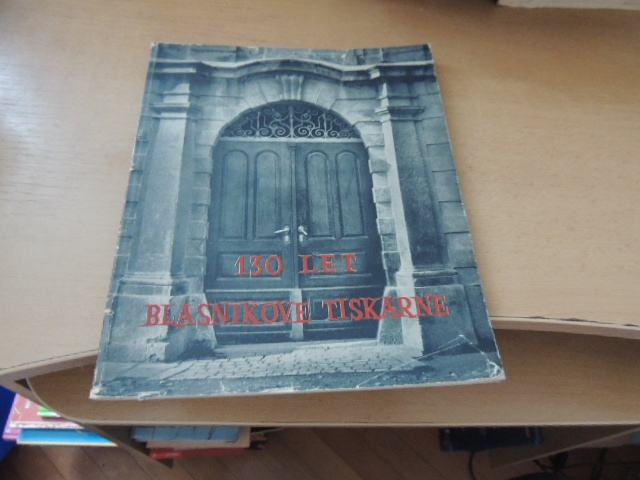 130 LET
BLASNIKOVE TISKARNE